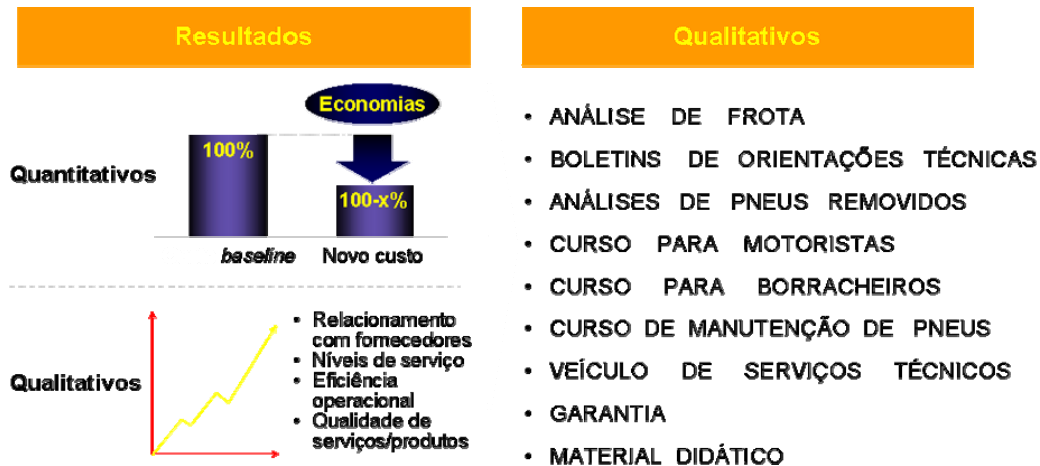 Resultados
Economias
100%
Quantitativos
100-x%
baseline
Novo custo
Qualitativos
• Relacionamento
com fornecedores
• Níveis de serviço
• Eficiência
operacional
• Qualidade de
serviços/produtos
Qualitativos
• ANÁLISE DE FROTA
• BOLETINS DE ORIENTAÇÕES TÉCNICAS
• ANÁLISES DE PNEUS REMOVIDOS
• CURSO PARA MOTORISTAS
• CURSO PARA BORRACHEIROS
• CURSO DE MANUTENÇÃO DE PNEUS
• VEÍCULO DE SERVIÇOS TÉCNICOS
• GARANTIA
• MATERIAL DIDÁTICO